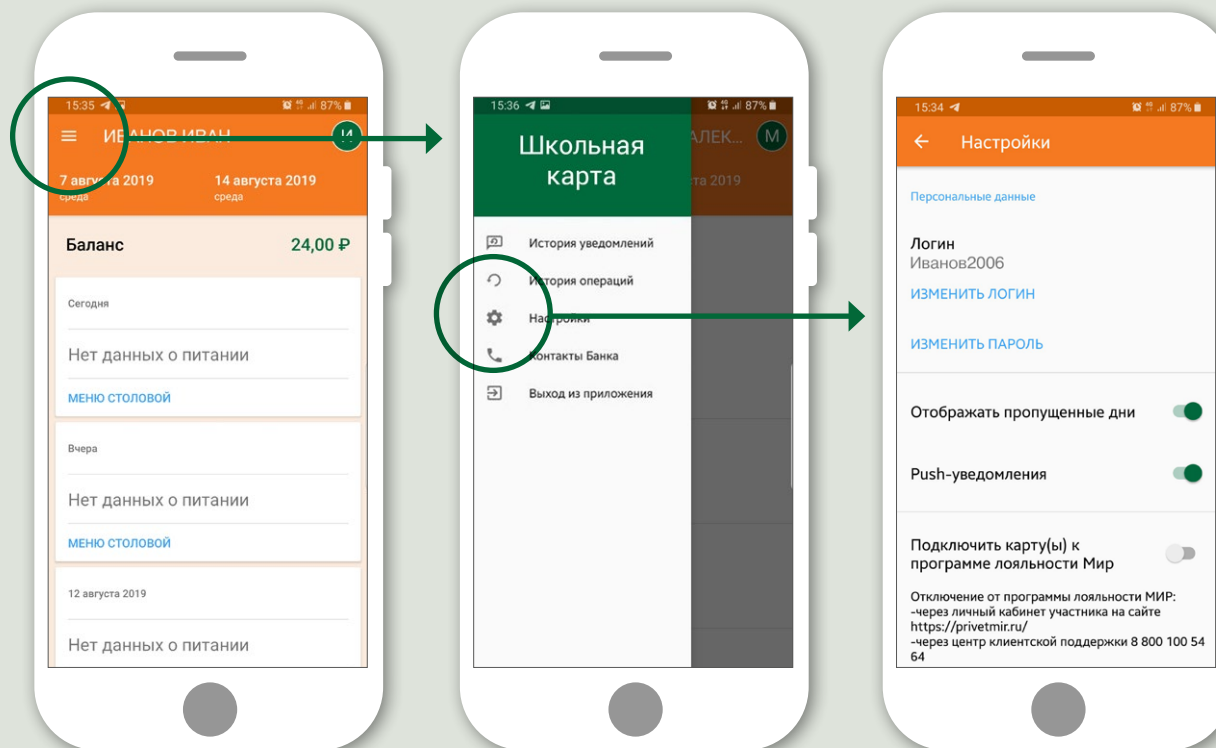 15:35
87%
ИВАНОВ ИВАН
И
7 августа 2019
14 августа 2019
среда
среда
Баланс
24,00 ₽
Сегодня
Нет данных о питании
МЕНЮ СТОЛОВОЙ
Вчера
Нет данных о питании
МЕНЮ СТОЛОВОЙ
12 августа 2019
Нет данных о питании
15:36
87%
Школьная
карта
АЛЕК...
М
та 2019
История уведомлений
История операций
Настройки
Контакты Банка
Выход из приложения
15:34
87%
Настройки
Персональные данные
Логин
Иванов2006
ИЗМЕНИТЬ ЛОГИН
ИЗМЕНИТЬ ПАРОЛЬ
Отображать пропущенные дни
Push-уведомления
Подключить карту(ы) к
программе лояльности Мир
Отключение от программы лояльности МИР:
-через личный кабинет участника на сайте
https://privetmir.ru/
-через центр клиентской поддержки 8 800 100 54
64